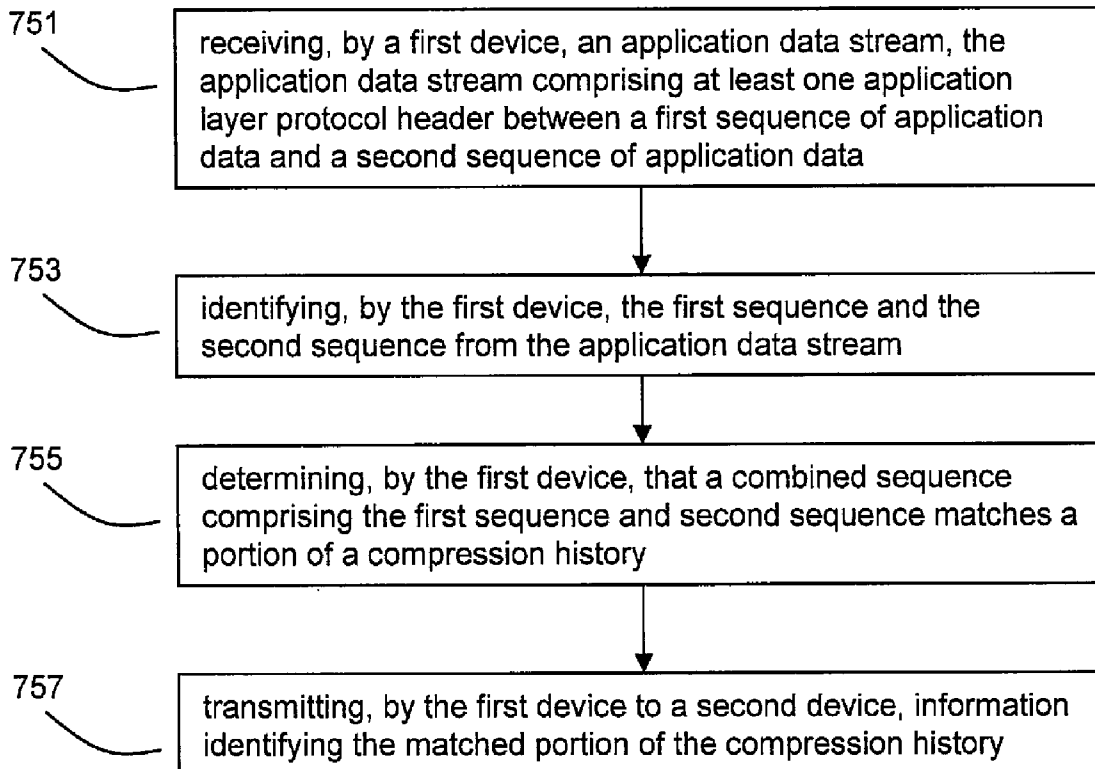 751
receiving, by a first device, an application data stream, the
application data stream comprising at least one application
layer protocol header between a first sequence of application
data and a second sequence of application data
753
identifying, by the first device, the first sequence and the
second sequence from the application data stream
755
determining, by the first device, that a combined sequence
comprising the first sequence and second sequence matches a
portion of a compression history
757
transmitting, by the first device to a second device, information
identifying the matched portion of the compression history